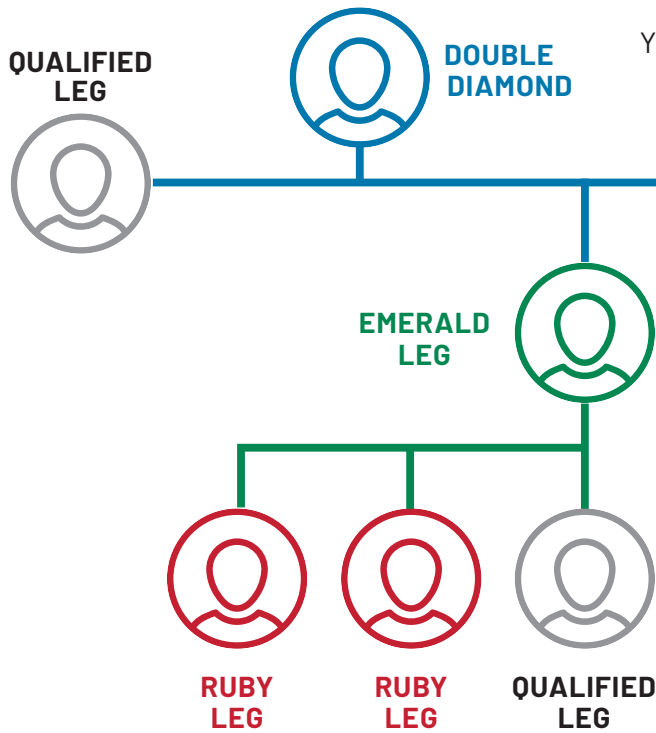 Y
QUALIFIED
LEG
DOUBLE
DIAMOND
EMERALD
LEG
RUBY
LEG
RUBY
LEG
QUALIFIED
LEG